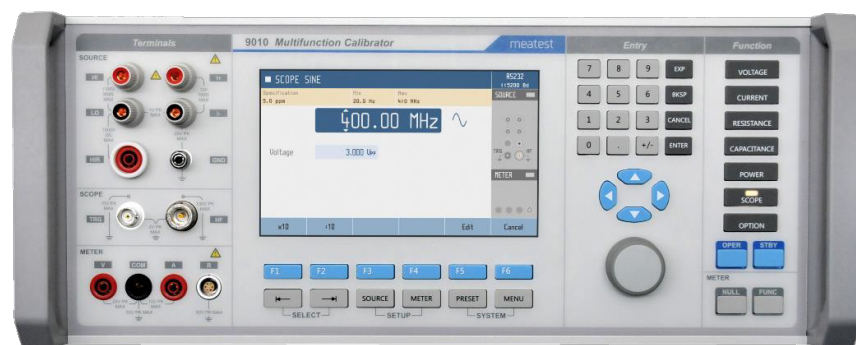 Terminals
9010 Multifunction Calibrator
meatest
Entry
Function
SOURCE
HI
LO
HIR
GND
SCOPE
TRG
HF
METER
V COM A R
SCOPE SINE
RS232
Specification Min Max
5.0 ppm 20.0 Hz
SOURCE
400.00 MHz
Voltage 3.000 Vpp
METER
x10 Edit Cancel
F1 F2 F3 F4 F5 F6
SOURCE METER PRESET MENU
SELECT SETUP SYSTEM
7 8 9 EXP
4 5 6 BKSP
1 2 3 CANCEL
0 . +/- ENTER
VOLTAGE
CURRENT
RESISTANCE
CAPACITANCE
POWER
SCOPE
OPTION
OPER STBY
METER
NULL FUNC